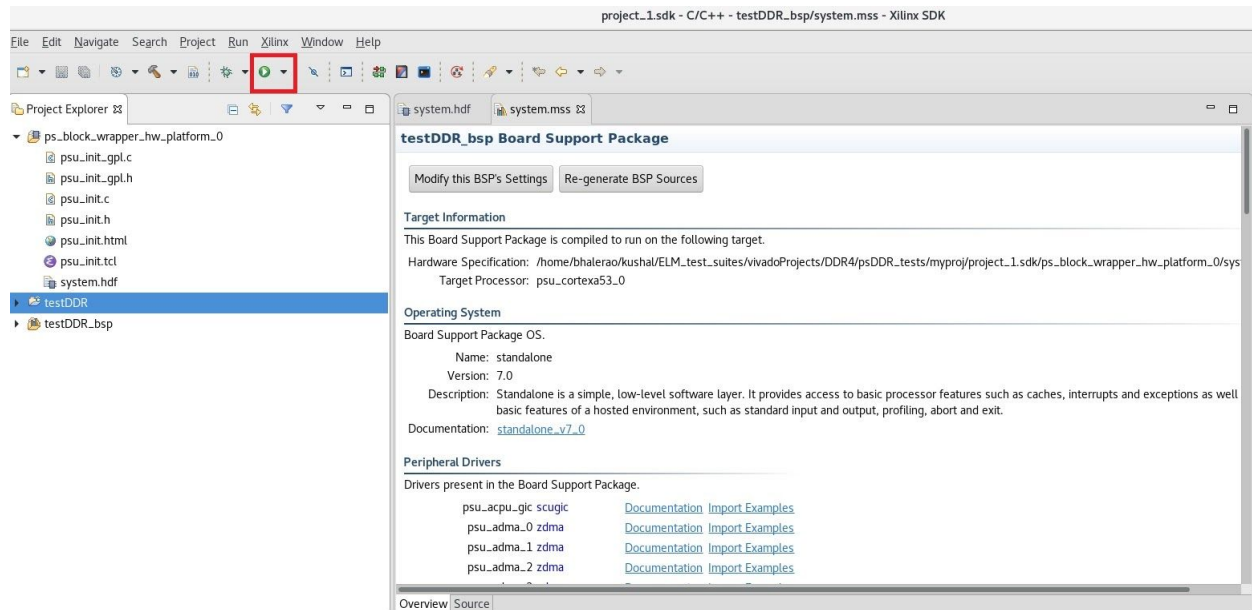 project_1.sdk - C/C++ - testDDR_bsp/system.mss - Xilinx SDK
File Edit Navigate Search Project Run Xilinx Window Help
Project Explorer
system.hdf system.mss
ps_block_wrapper_hw_platform_0
psu_init_gpl.c
psu_init_gpl.h
psu_init.c
psu_init.h
psu_init.html
psu_init.tcl
system.hdf
testDDR
testDDR_bsp
testDDR_bsp Board Support Package
Modify this BSP's Settings Re-generate BSP Sources
Target Information
This Board Support Package is compiled to run on the following target.
Hardware Specification: /home/bhalerao/kushal/ELM_test_suites/vivadoProjects/DDR4/psDDR_tests/myproj/project_1.sdk/ps_block_wrapper_hw_platform_0/sys
Target Processor: psu_cortexa53_0
Operating System
Board Support Package OS.
Name: standalone
Version: 7.0
Description: Standalone is a simple, low-level software layer. It provides access to basic processor features such as caches, interrupts and exceptions as well
basic features of a hosted environment, such as standard input and output, profiling, abort and exit.
Documentation: standalone_v7_0
Peripheral Drivers
Drivers present in the Board Support Package.
psu_acpu_gic scugic Documentation Import Examples
psu_adma_0 zdma Documentation Import Examples
psu_adma_1 zdma Documentation Import Examples
psu_adma_2 zdma Documentation Import Examples
Overview Source